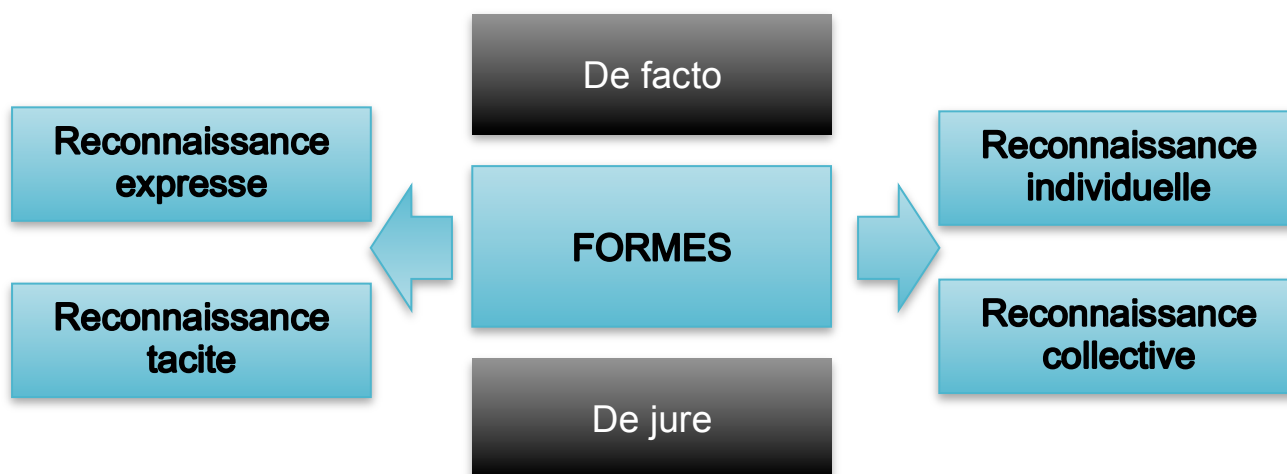 De facto
Reconnaissance
expresse
Reconnaissance
individuelle
FORMES
Reconnaissance
tacite
Reconnaissance
collective
De jure